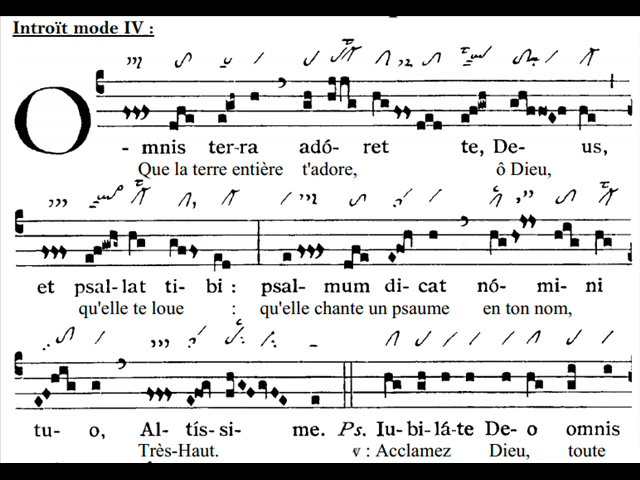 Introït mode IV :
O - mnis ter-ra adó- ret te, De- us,
Que la terre entière t'adore, ô Dieu,
et psal-lat ti- bi : psal- mum di-cat nó- mi- ni
qu'elle te loue : qu'elle chante un psaume en ton nom,
tu- o, Al- tís- si- me. Ps. Iu-bi-lá-te De- o omnis
Très-Haut. v : Acclamez Dieu, toute